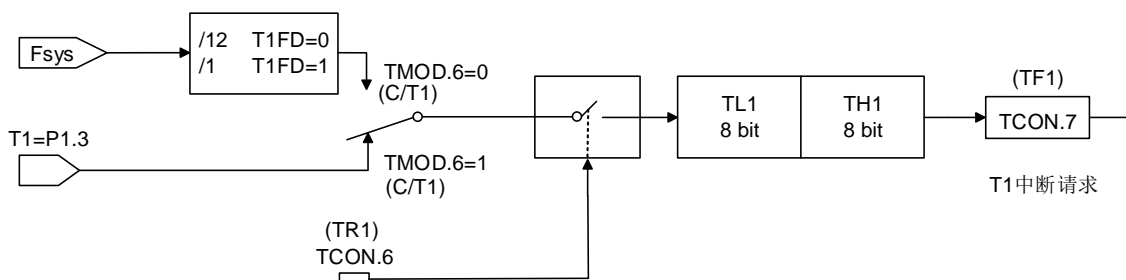 Fsys
/12 T1FD=0
/1 T1FD=1
TMOD.6=0
(C/T1)
T1=P1.3
TMOD.6=1
(C/T1)
(TR1)
TCON.6
TL1
8 bit
TH1
8 bit
(TF1)
TCON.7
T1中断请求